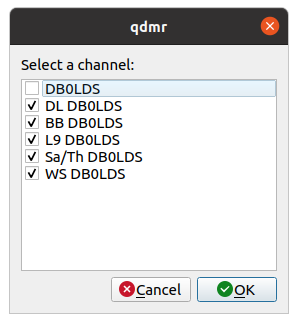 qdmr
Select a channel:
DB0LDS
DL DB0LDS
BB DB0LDS
L9 DB0LDS
Sa/Th DB0LDS
WS DB0LDS
Cancel
OK